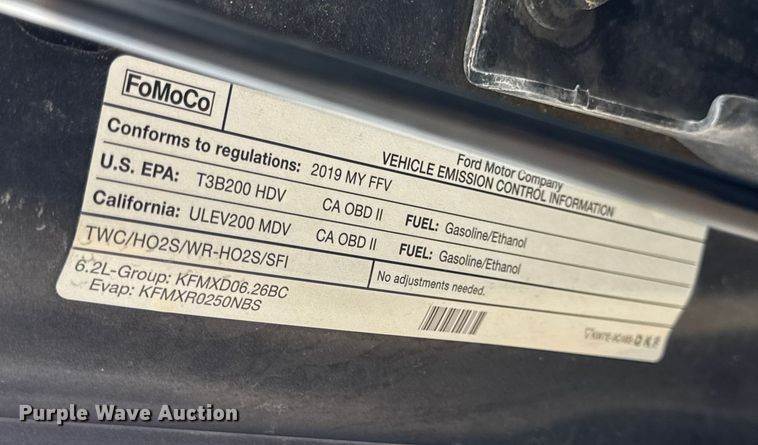 FoMoCo
Ford Motor Company
VEHICLE EMISSION CONTROL INFORMATION
Conforms to regulations: 2019 MY FFV
U.S. EPA: T3B200 HDV CA OBD II FUEL: Gasoline/Ethanol
California: ULEV200 MDV CA OBD II FUEL: Gasoline/Ethanol
TWC/HO2S/WR-HO2S/SFI No adjustments needed.
6.2L-Group: KFMXD06.26BC
Evap: KFMXR0250NBS
Purple Wave Auction